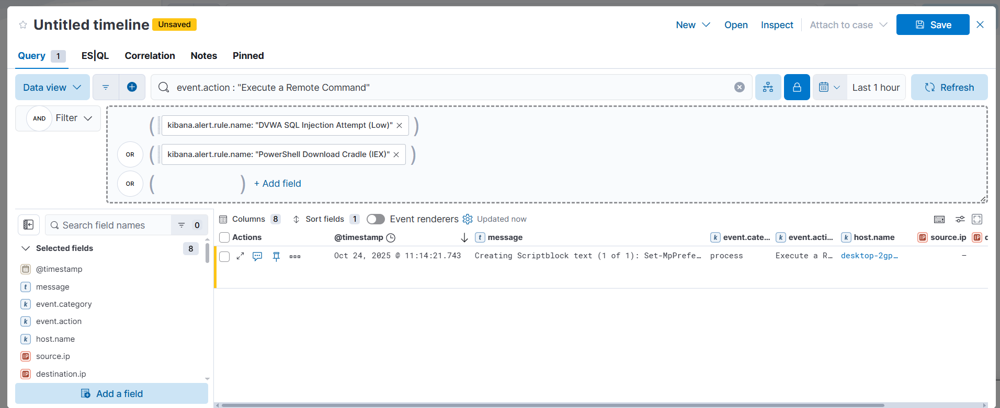 Untitled timeline Unsaved New Open Inspect Attach to case Save
Query 1 ES|QL Correlation Notes Pinned
Data view event.action : "Execute a Remote Command" Last 1 hour Refresh
AND Filter
( kibana.alert.rule.name: "DVWA SQL Injection Attempt (Low)" )
OR ( kibana.alert.rule.name: "PowerShell Download Cradle (IEX)" )
OR ( ) + Add field
Search field names 0
Columns 8 Sort fields 1 Event renderers Updated now
Selected fields 8
@timestamp
t message
k event.category
k event.action
k host.name
IP source.ip
IP destination.ip
Add a field
Actions @timestamp t message k event.cate... k event.acti... k host.name IP source.ip IP d
Oct 24, 2025 @ 11:14:21.743 Creating Scriptblock text (1 of 1): Set-MpPrefe... process Execute a R... desktop-2gp... –